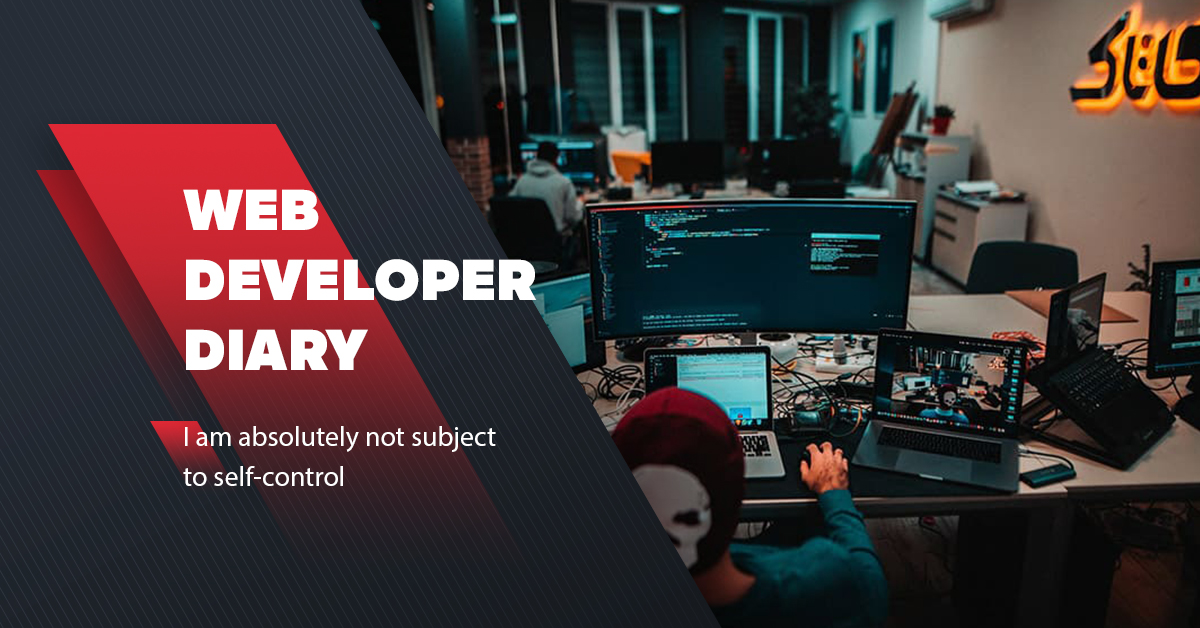 WEB
DEVELOPER
DIARY
I am absolutely not subject
to self-control